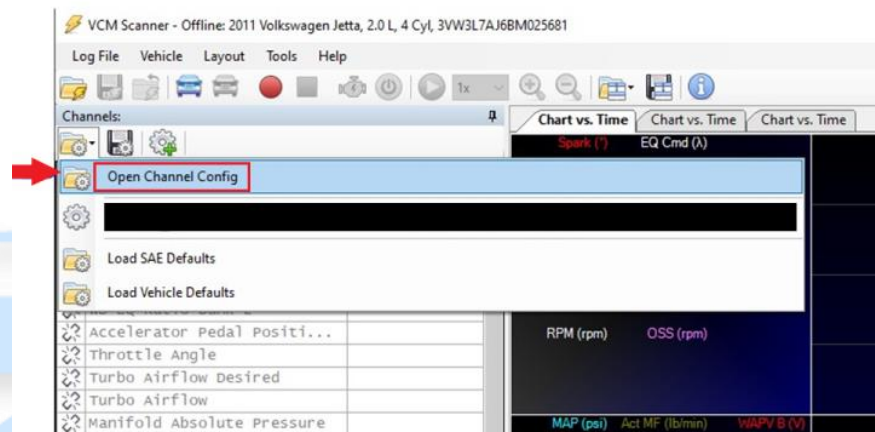 VCM Scanner - Offline: 2011 Volkswagen Jetta, 2.0 L, 4 Cyl, 3VW3L7AJ6BM025681
Log File Vehicle Layout Tools Help
1x
Channels:
Chart vs. Time Chart vs. Time Chart vs. Time
Spark (°) EQ Cmd (λ)
Open Channel Config
Load SAE Defaults
Load Vehicle Defaults
Accelerator Pedal Positi...
RPM (rpm) OSS (rpm)
Throttle Angle
Turbo Airflow Desired
Turbo Airflow
Manifold Absolute Pressure
MAP (psi) Act MF (lb/min) WAPV B (V)